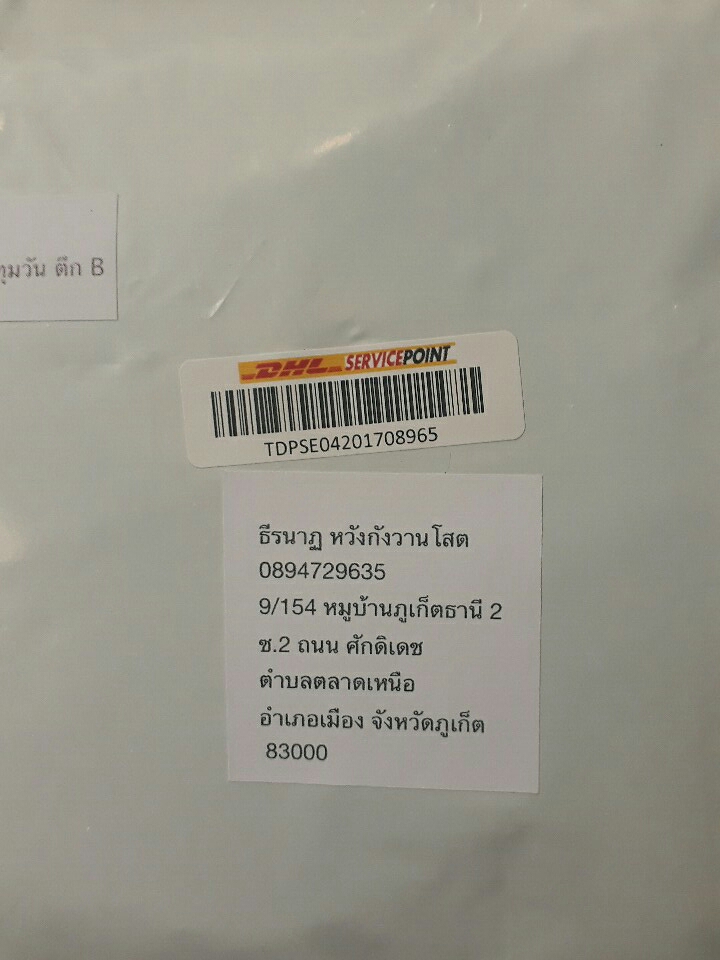 ทุมวัน ตึก B
DHL SERVICEPOINT
TDPSE04201708965
ธีรนาฏ หวังกังวานโสต
0894729635
9/154 หมู่บ้านภูเก็ตธานี 2
ซ.2 ถนน ศักดิเดช
ตำบลตลาดเหนือ
อำเภอเมือง จังหวัดภูเก็ต
83000